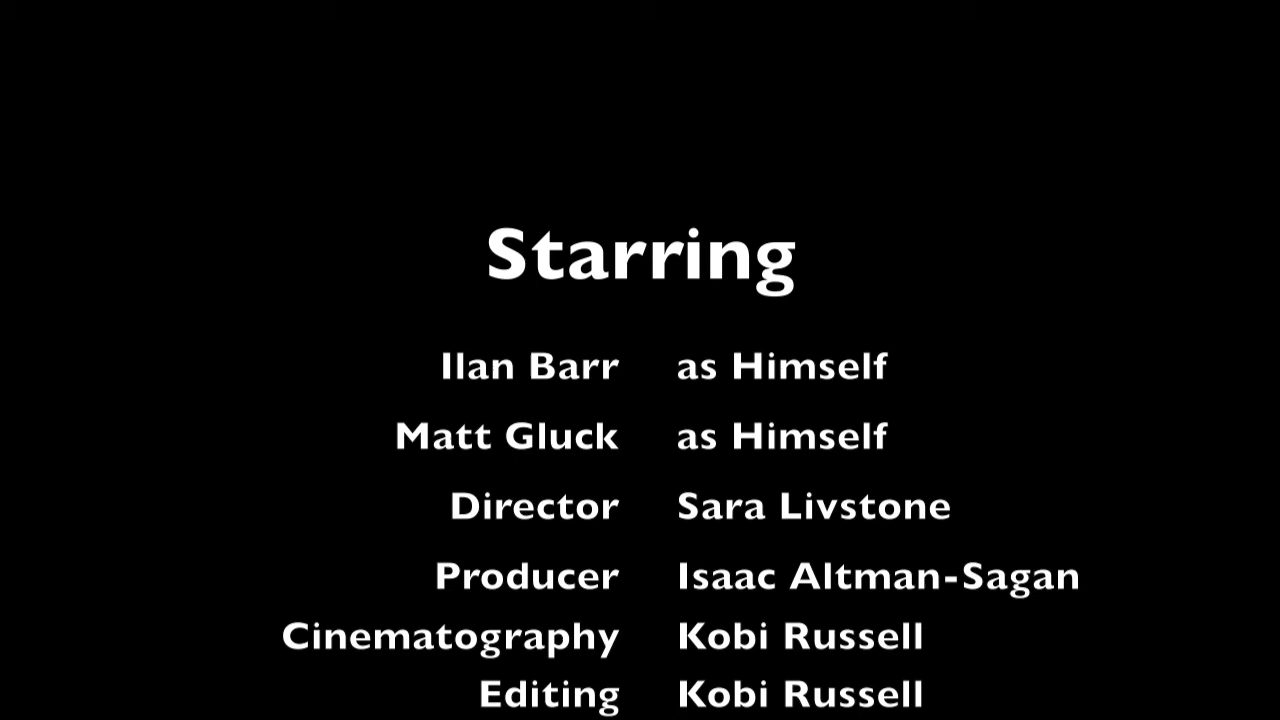 Starring
Ilan Barr as Himself
Matt Gluck as Himself
Director Sara Livstone
Producer Isaac Altman-Sagan
Cinematography Kobi Russell
Editing Kobi Russell